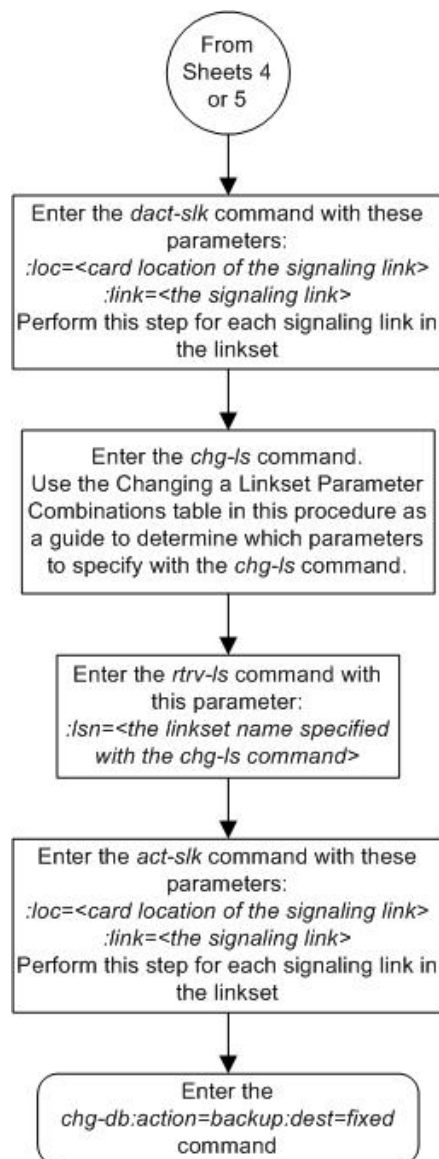 From
Sheets 4
or 5
Enter the dact-slk command with these
parameters:
:loc=<card location of the signaling link>
:link=<the signaling link>
Perform this step for each signaling link in
the linkset
Enter the chg-ls command.
Use the Changing a Linkset Parameter
Combinations table in this procedure as
a guide to determine which parameters
to specify with the chg-ls command.
Enter the rtrv-ls command with
this parameter:
:lsn=<the linkset name specified
with the chg-ls command>
Enter the act-slk command with these
parameters:
:loc=<card location of the signaling link>
:link=<the signaling link>
Perform this step for each signaling link in
the linkset
Enter the
chg-db:action=backup:dest=fixed
command